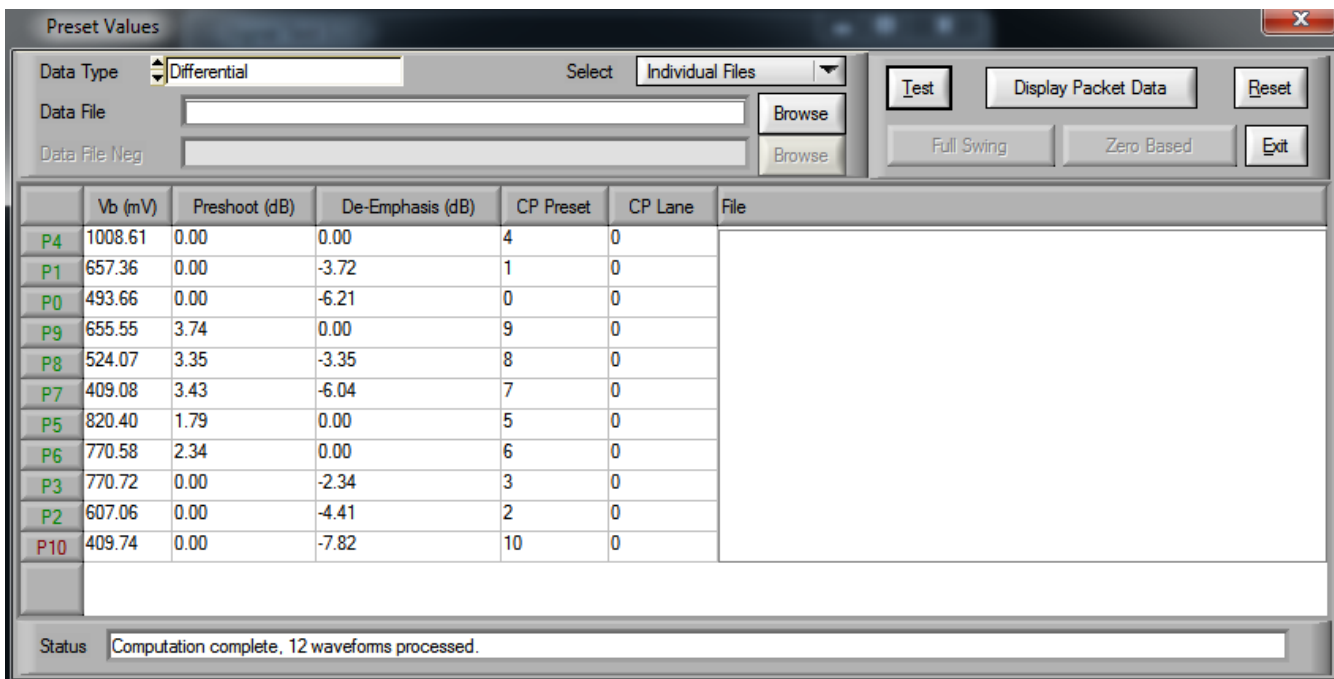 Preset Values
Data Type Differential Select Individual Files Test Display Packet Data Reset
Data File Browse
Data File Neg Browse Full Swing Zero Based Exit
Vb (mV) Preshoot (dB) De-Emphasis (dB) CP Preset CP Lane File
P4 1008.61 0.00 0.00 4 0
P1 657.36 0.00 -3.72 1 0
P0 493.66 0.00 -6.21 0 0
P9 655.55 3.74 0.00 9 0
P8 524.07 3.35 -3.35 8 0
P7 409.08 3.43 -6.04 7 0
P5 820.40 1.79 0.00 5 0
P6 770.58 2.34 0.00 6 0
P3 770.72 0.00 -2.34 3 0
P2 607.06 0.00 -4.41 2 0
P10 409.74 0.00 -7.82 10 0
Status Computation complete, 12 waveforms processed.